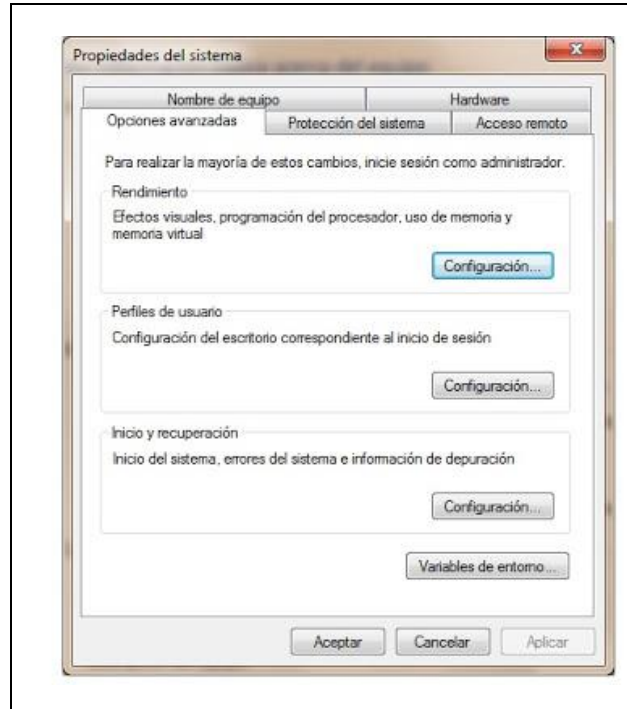 Propiedades del sistema
Nombre de equipo
Hardware
Opciones avanzadas
Protección del sistema
Acceso remoto
Para realizar la mayoría de estos cambios, inicie sesión como administrador.
Rendimiento
Efectos visuales, programación del procesador, uso de memoria y
memoria virtual
Configuración...
Perfiles de usuario
Configuración del escritorio correspondiente al inicio de sesión
Configuración...
Inicio y recuperación
Inicio del sistema, errores del sistema e información de depuración
Configuración...
Variables de entorno...
Aceptar
Cancelar
Aplicar